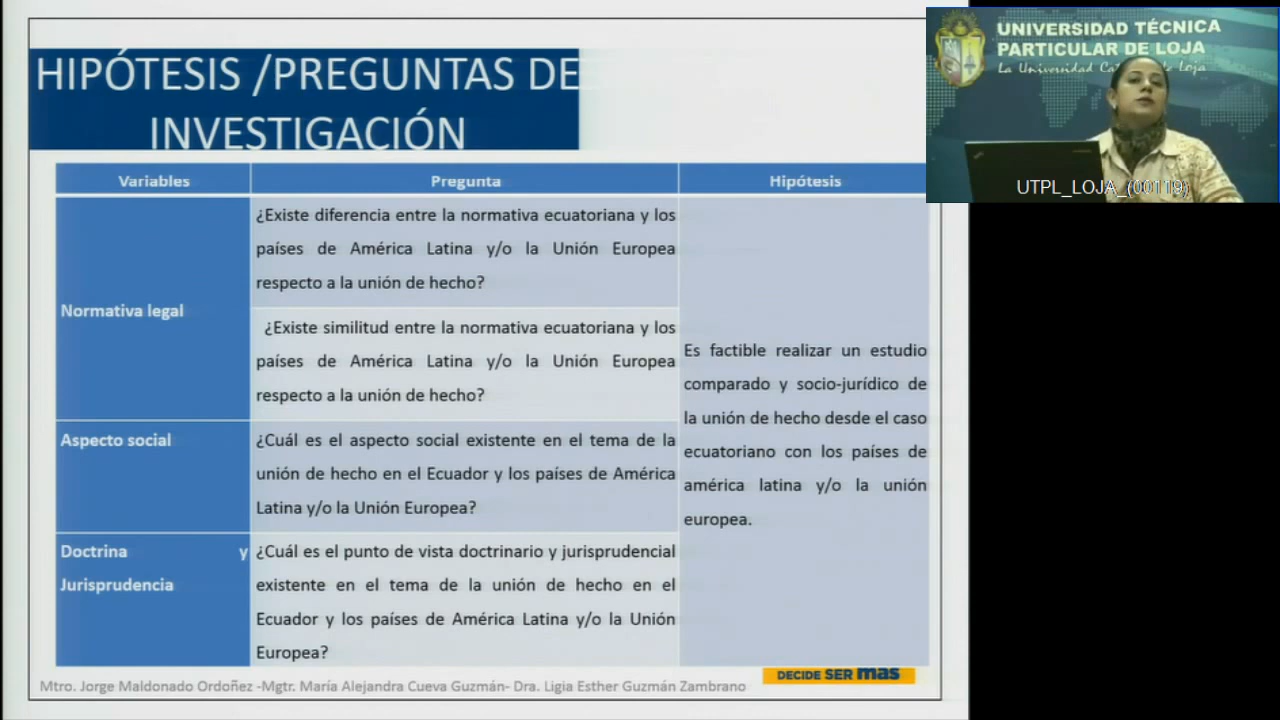 HIPÓTESIS /PREGUNTAS DE
INVESTIGACIÓN
Variables
Pregunta
Hipótesis
Normativa legal
¿Existe diferencia entre la normativa ecuatoriana y los
países de América Latina y/o la Unión Europea
respecto a la unión de hecho?
¿Existe similitud entre la normativa ecuatoriana y los
países de América Latina y/o la Unión Europea
respecto a la unión de hecho?
Aspecto social
¿Cuál es el aspecto social existente en el tema de la
unión de hecho en el Ecuador y los países de América
Latina y/o la Unión Europea?
Doctrina y
Jurisprudencia
¿Cuál es el punto de vista doctrinario y jurisprudencial
existente en el tema de la unión de hecho en el
Ecuador y los países de América Latina y/o la Unión
Europea?
Es factible realizar un estudio
comparado y socio-jurídico de
la unión de hecho desde el caso
ecuatoriano con los países de
américa latina y/o la unión
europea.
Mtro. Jorge Maldonado Ordoñez -Mgtr. María Alejandra Cueva Guzmán- Dra. Ligia Esther Guzmán Zambrano
DECIDE SER mas
UNIVERSIDAD TÉCNICA
PARTICULAR DE LOJA
La Universidad de Loja
UTPL_LOJA_(00119)